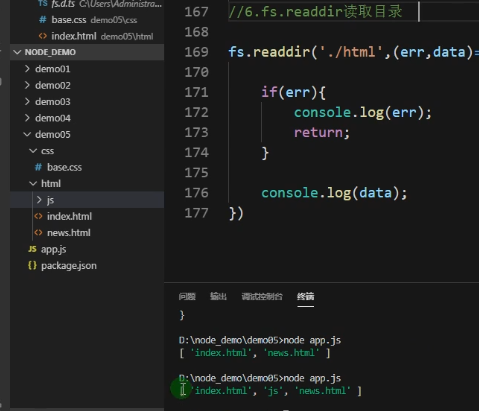 fs.d.ts C:\Users\Administra...
base.css demo05\css
index.html demo05\html
NODE_DEMO
demo01
demo02
demo03
demo04
demo05
css
base.css
html
js
index.html
news.html
app.js
package.json
167 //6.fs.readdir读取目录
168
169 fs.readdir('./html',(err,data)=
170
171 if(err){
172 console.log(err);
173 return;
174 }
175
176 console.log(data);
177 })
问题 输出 调试控制台 终端
}
D:\node_demo\demo05>node app.js
[ 'index.html', 'news.html' ]
D:\node_demo\demo05>node app.js
[ 'index.html', 'js', 'news.html' ]